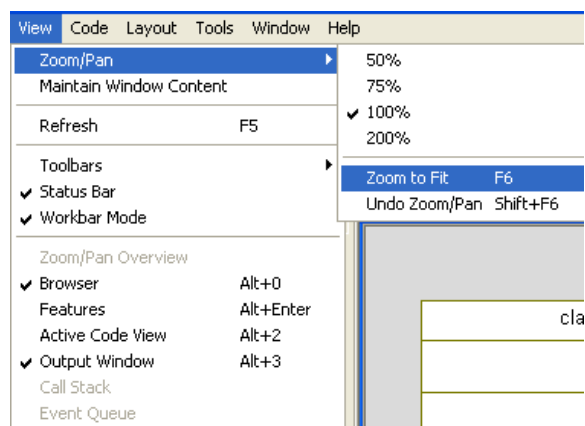 View Code Layout Tools Window Help
Zoom/Pan
Maintain Window Content
Refresh F5
Toolbars
Status Bar
Workbar Mode
Zoom/Pan Overview
Browser Alt+0
Features Alt+Enter
Active Code View Alt+2
Output Window Alt+3
Call Stack
Event Queue
50%
75%
100%
200%
Zoom to Fit F6
Undo Zoom/Pan Shift+F6
cla